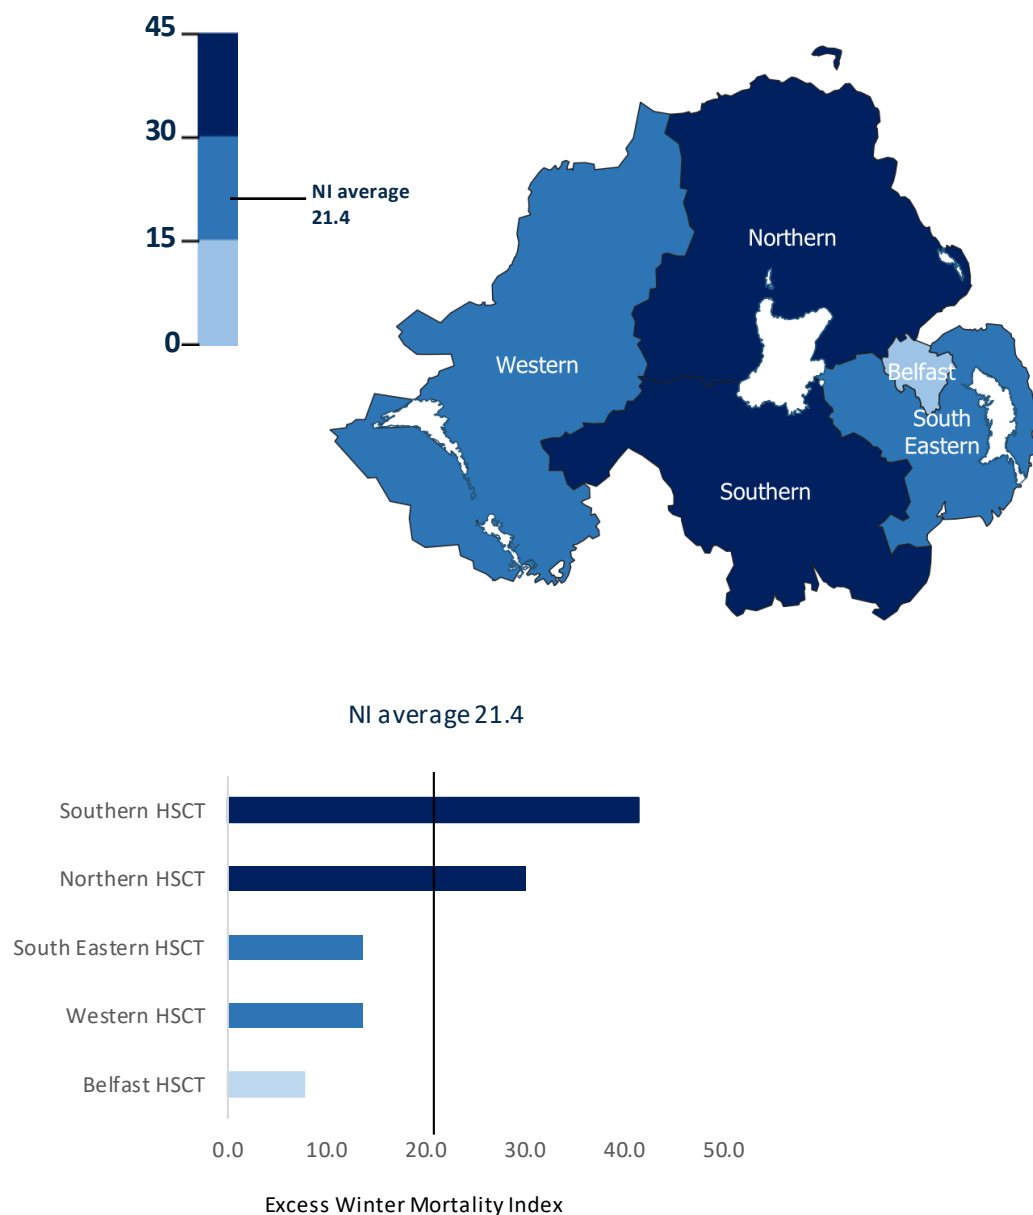 45
30
NI average
21.4
15
0
Northern
Western
Belfast
South
Eastern
Southern
NI average 21.4
Southern HSCT
Northern HSCT
South Eastern HSCT
Western HSCT
Belfast HSCT
0.0 10.0 20.0 30.0 40.0 50.0
Excess Winter Mortality Index